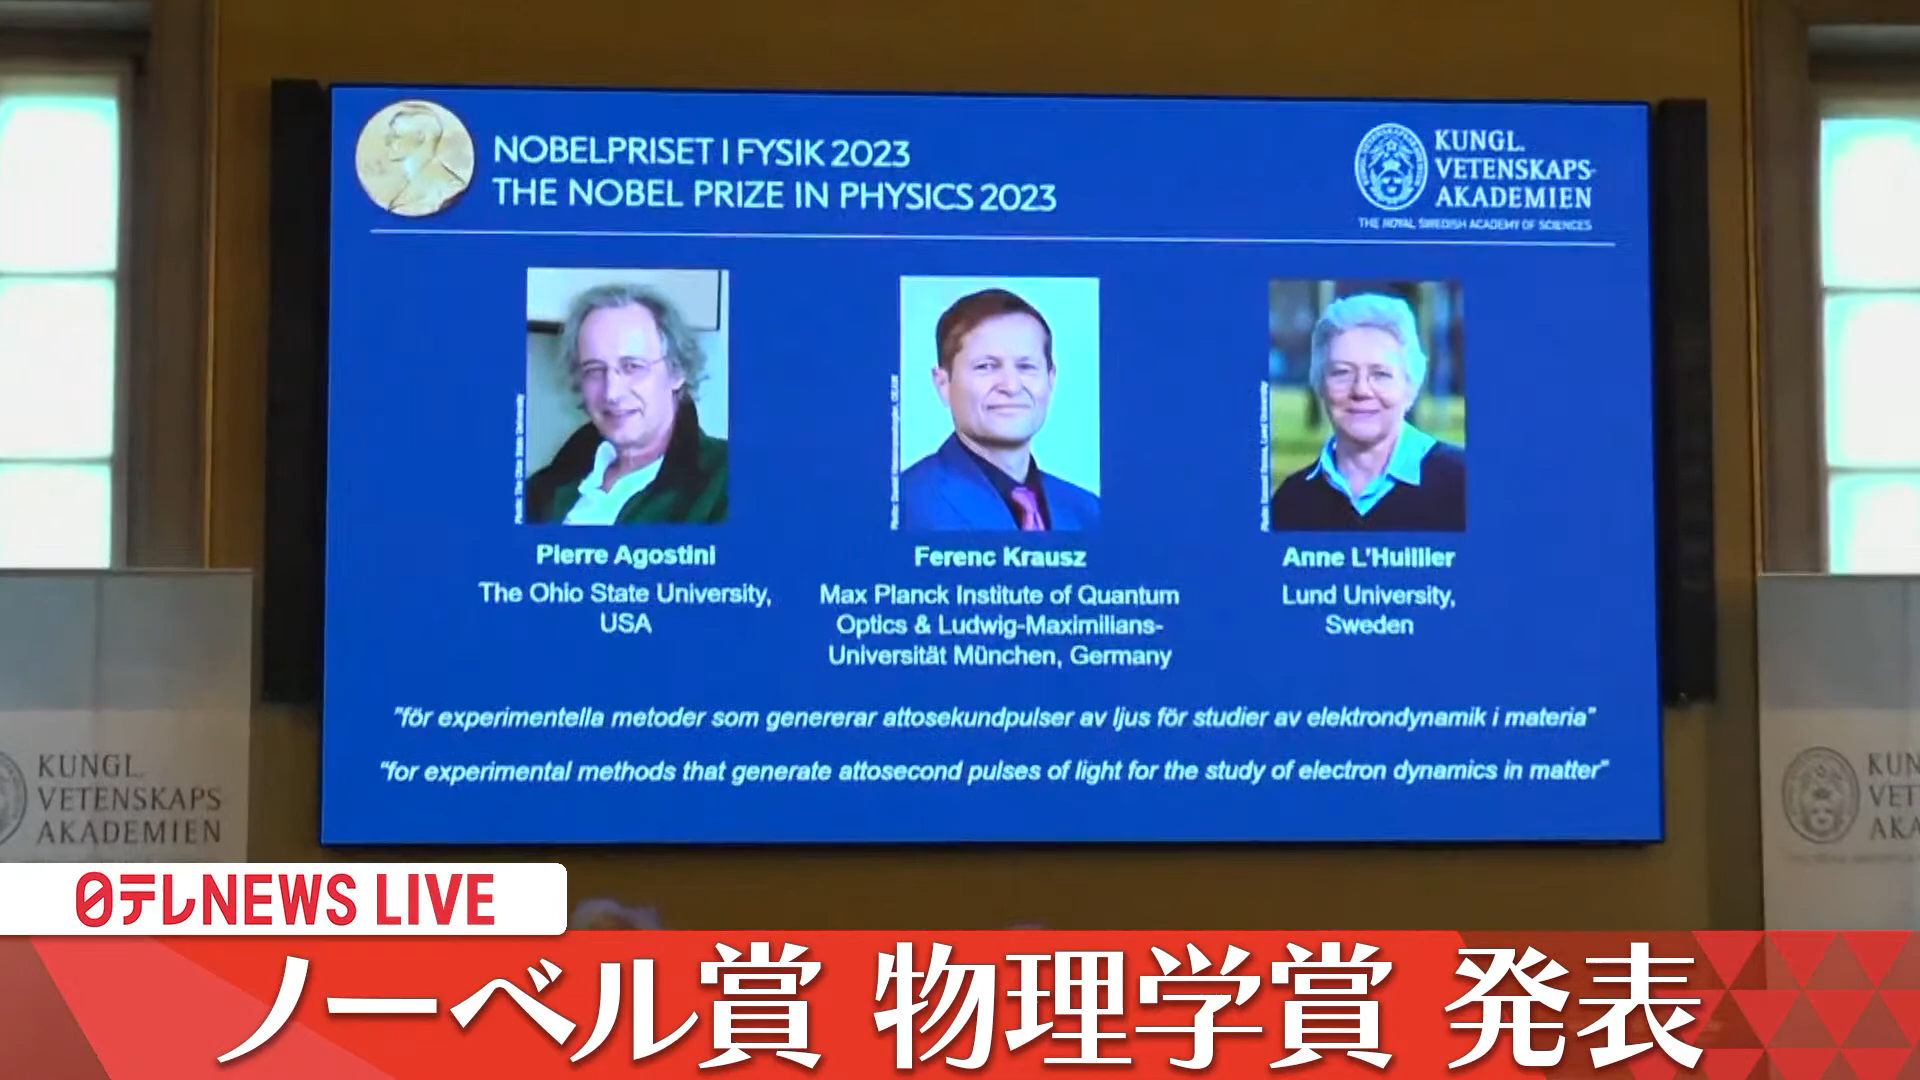 NOBELPRISET I FYSIK 2023
THE NOBEL PRIZE IN PHYSICS 2023
KUNGL.
VETENSKAPS-
AKADEMIEN
THE ROYAL SWEDISH ACADEMY OF SCIENCES
Pierre Agostini
The Ohio State University,
USA
Ferenc Krausz
Max Planck Institute of Quantum
Optics & Ludwig-Maximilians-
Universität München, Germany
Anne L'Huillier
Lund University,
Sweden
"för experimentella metoder som genererar attosekundpulser av ljus för studier av elektrondynamik i materia"
"for experimental methods that generate attosecond pulses of light for the study of electron dynamics in matter"
KUNGL.
VETENSKAPS
AKADEMIEN
KUN
VET
AKA
日テレNEWS LIVE
ノーベル賞 物理学賞 発表